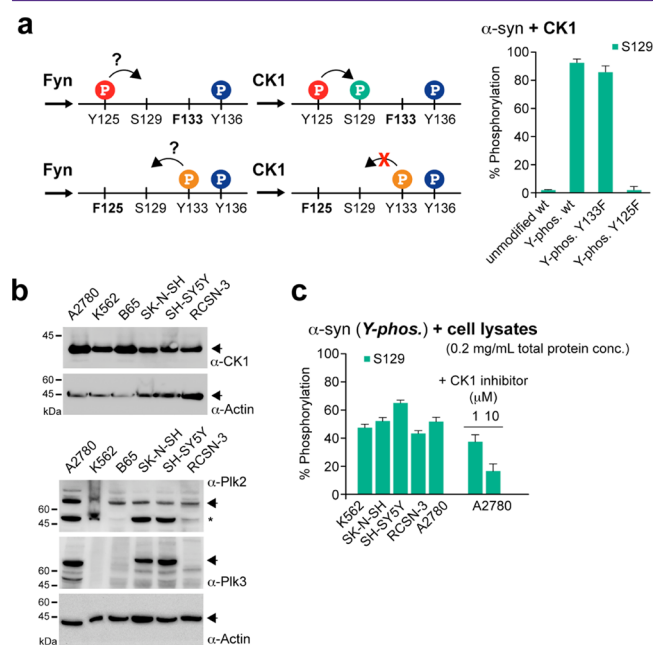 a
α-syn + CK1
Fyn
?
P
P
Y125
S129
F133
Y136
CK1
P
P
P
Y125
S129
F133
Y136
Fyn
?
P
P
F125
S129
Y133
Y136
CK1
X
P
P
F125
S129
Y133
Y136
S129
% Phosphorylation
100
80
60
40
20
0
unmodified wt
Y-phos. wt
Y-phos. Y133F
Y-phos. Y125F
b
A2780
K562
B65
SK-N-SH
SH-SY5Y
RCSN-3
45
α-CK1
60
45
kDa
α-Actin
A2780
K562
B65
SK-N-SH
SH-SY5Y
RCSN-3
α-Plk2
60
45
*
60
45
α-Plk3
60
45
kDa
α-Actin
c
α-syn (Y-phos.) + cell lysates
(0.2 mg/mL total protein conc.)
S129
+ CK1 inhibitor
(μM)
1 10
% Phosphorylation
100
80
60
40
20
0
K562
SK-N-SH
SH-SY5Y
RCSN-3
A2780
A2780